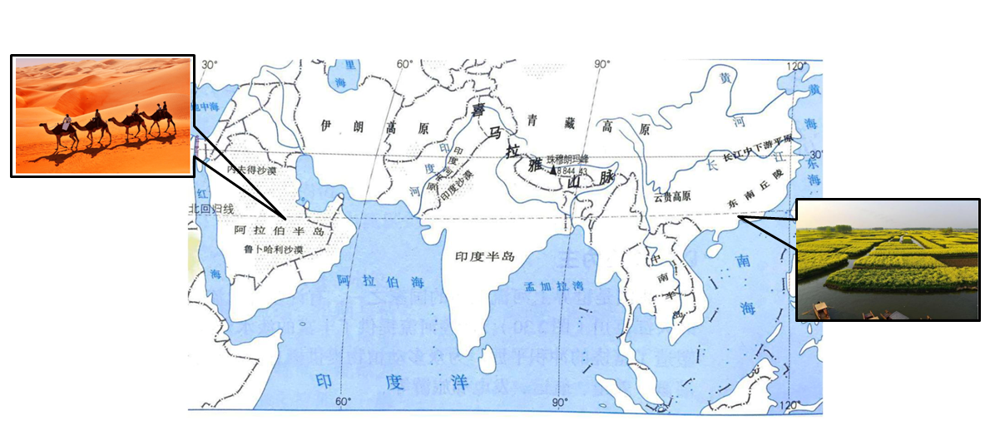 30°
60°
90°
120°
里
海
黄
河
黄
海
地中海
伊朗高原
喜马拉雅山脉
青藏高原
长江中下游平原
30°
印度河
印度河平原
印度沙漠
珠穆朗玛峰
8 844.43
长江
东海
内夫得沙漠
云贵高原
东南丘陵
红
海
北回归线
阿拉伯半岛
鲁卜哈利沙漠
印度半岛
中南半岛
南
海
阿拉伯海
孟加拉湾
印度洋
60°
90°
120°